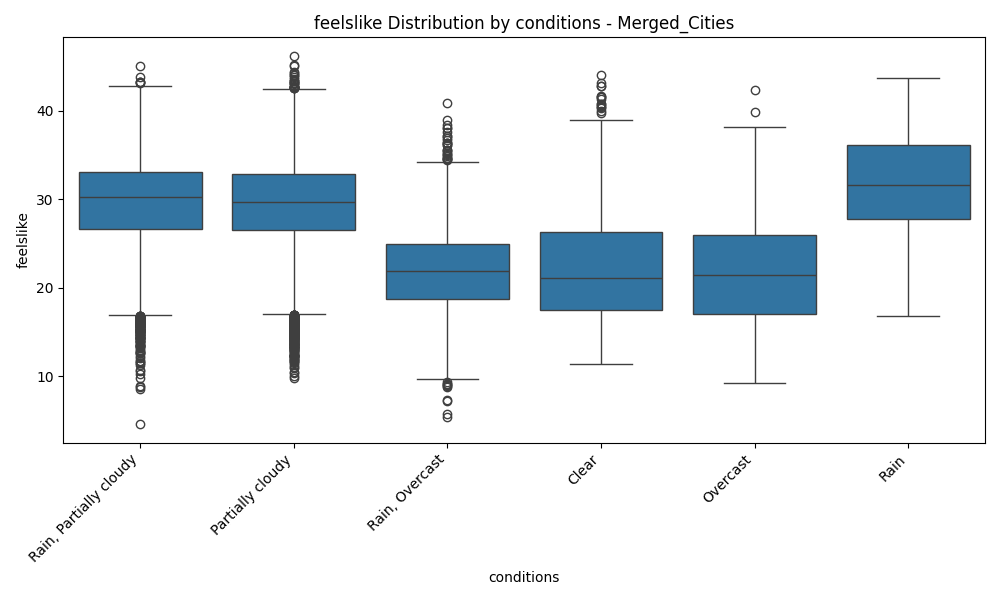 feelslike Distribution by conditions - Merged_Cities
feelslike
40
30
20
10
Rain, Partially cloudy
Partially cloudy
Rain, Overcast
Clear
Overcast
Rain
conditions